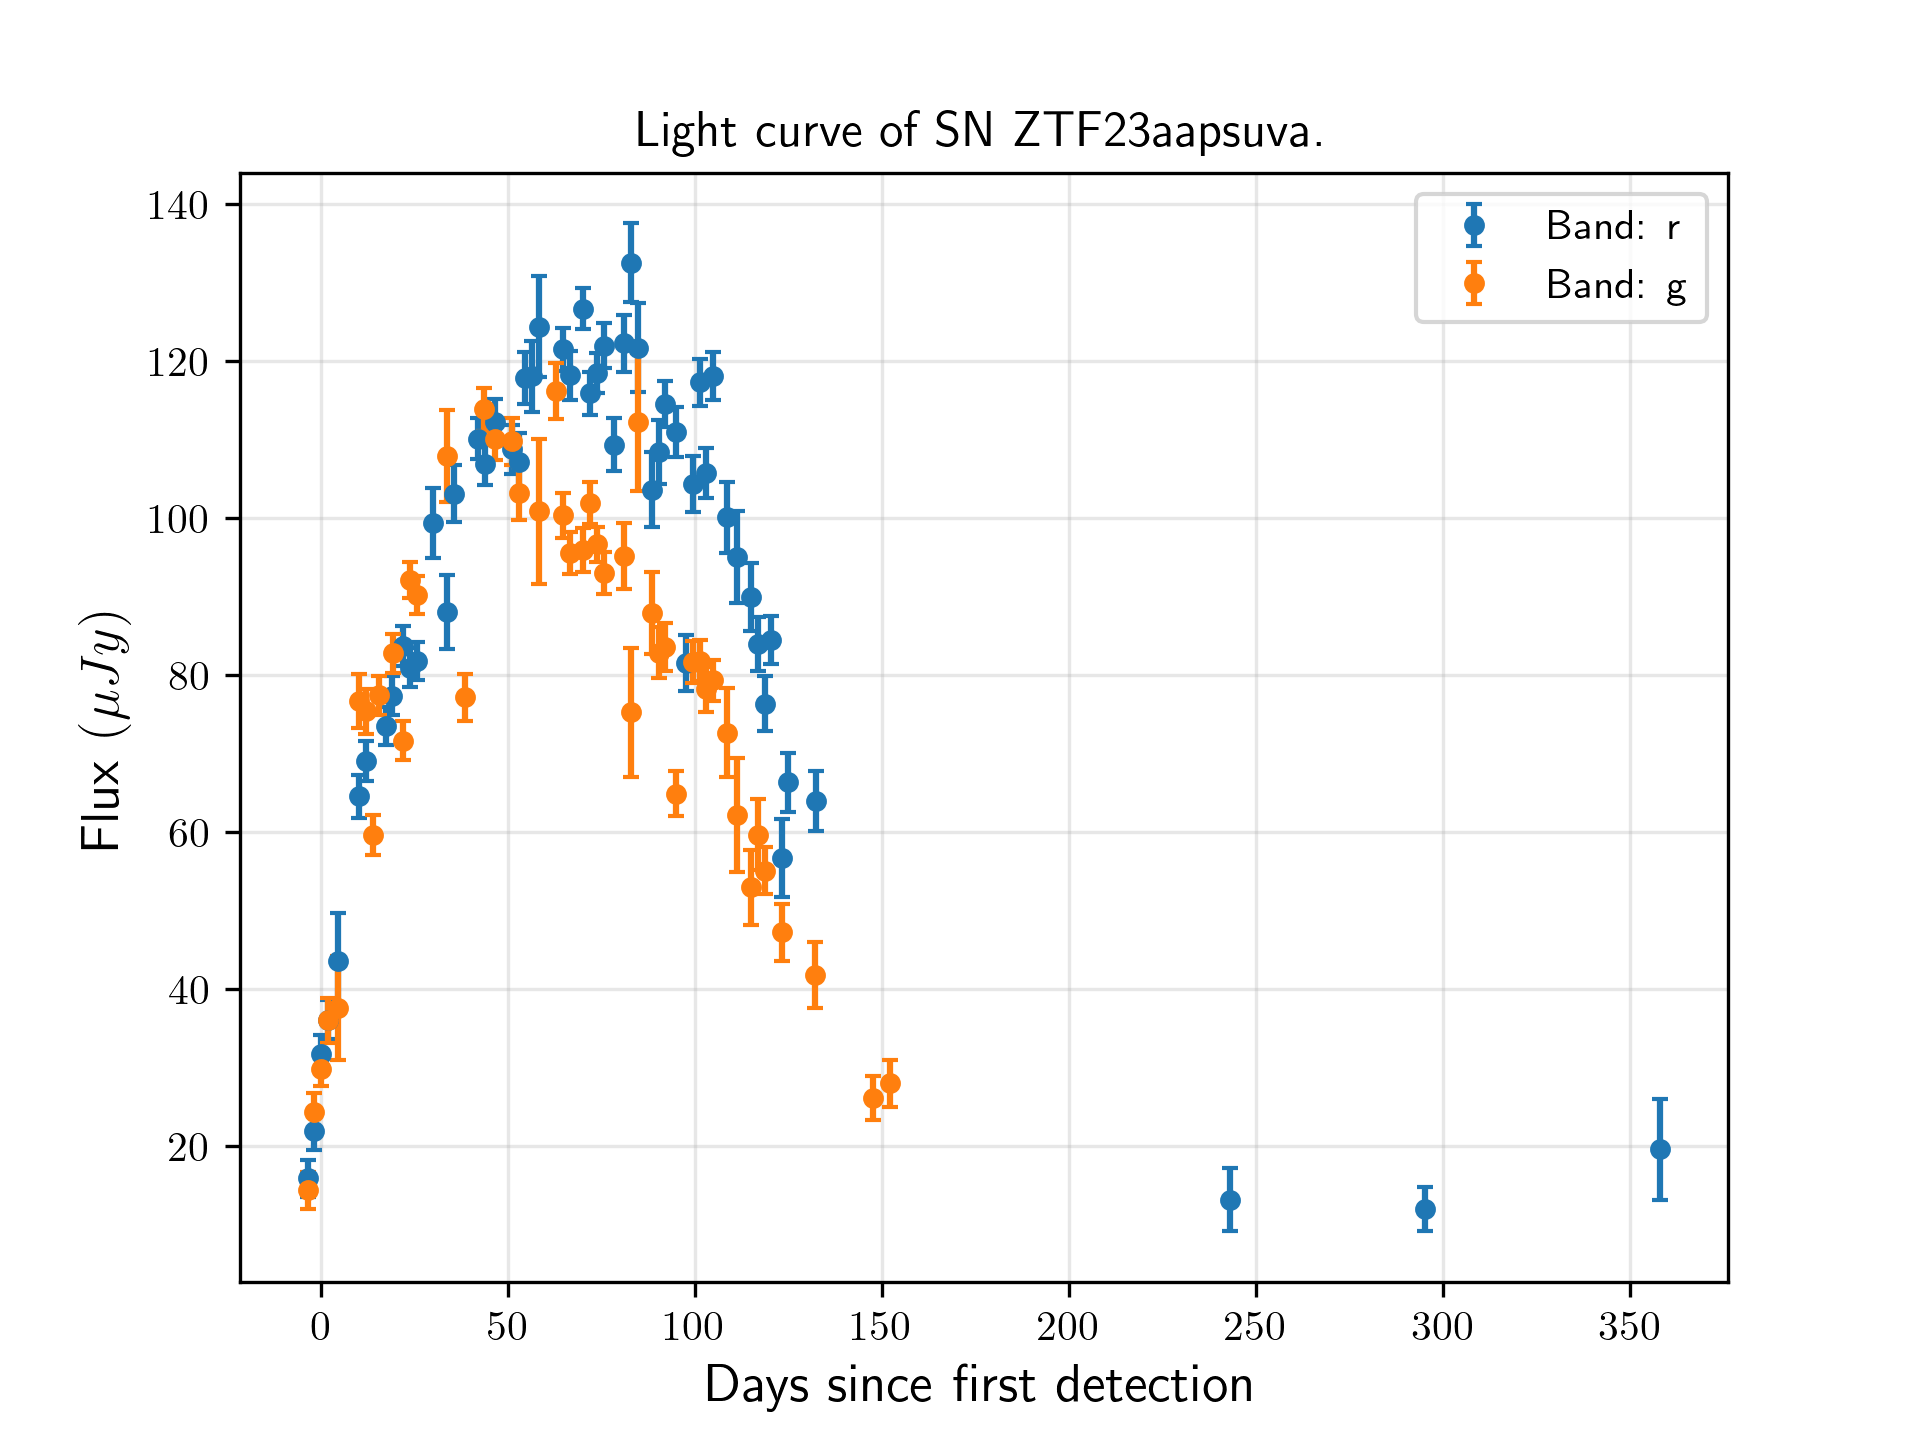 Light curve of SN ZTF23aapsuva.
Band: r
Band: g
140
120
100
80
60
40
20
Flux (μJy)
0 50 100 150 200 250 300 350
Days since first detection